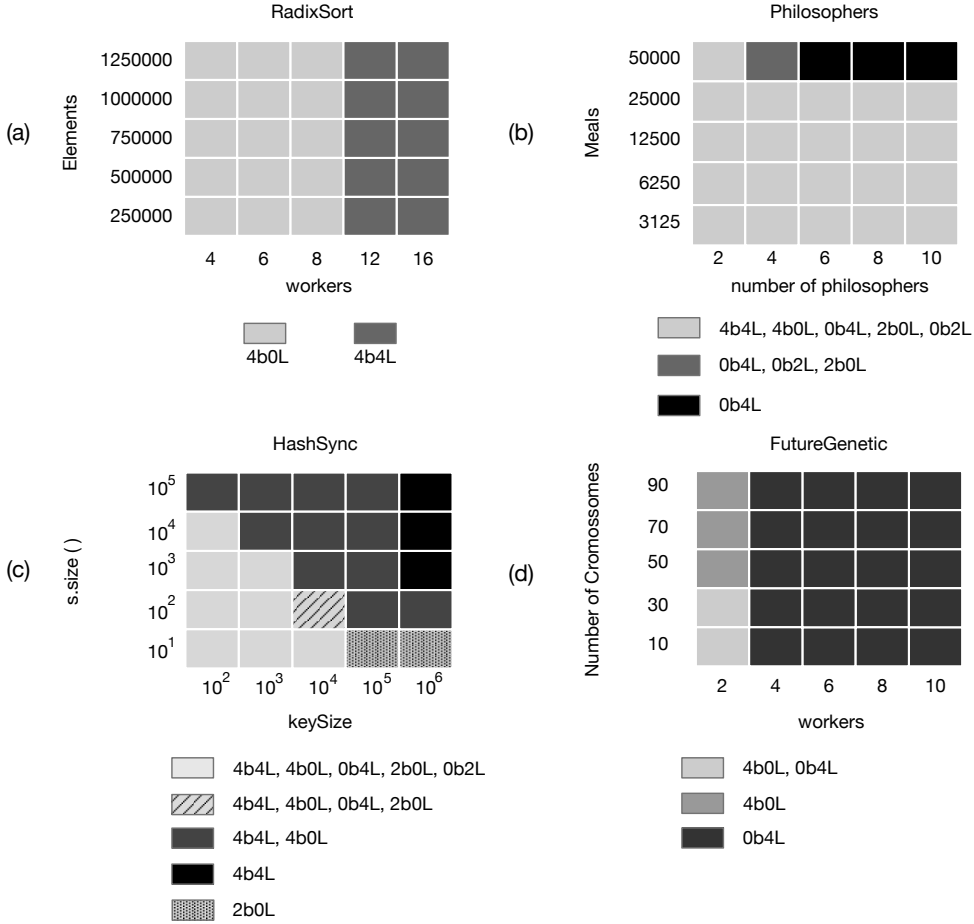 RadixSort
(a)
Elements
1250000
1000000
750000
500000
250000
4 6 8 12 16
workers
4b0L 4b4L
Philosophers
(b)
Meals
50000
25000
12500
6250
3125
2 4 6 8 10
number of philosophers
4b4L, 4b0L, 0b4L, 2b0L, 0b2L
0b4L, 0b2L, 2b0L
0b4L
HashSync
(c)
s.size ( )
10^5
10^4
10^3
10^2
10^1
10^2 10^3 10^4 10^5 10^6
keySize
4b4L, 4b0L, 0b4L, 2b0L, 0b2L
4b4L, 4b0L, 0b4L, 2b0L
4b4L, 4b0L
4b4L
2b0L
FutureGenetic
(d)
Number of Cromossomes
90
70
50
30
10
2 4 6 8 10
workers
4b0L, 0b4L
4b0L
0b4L